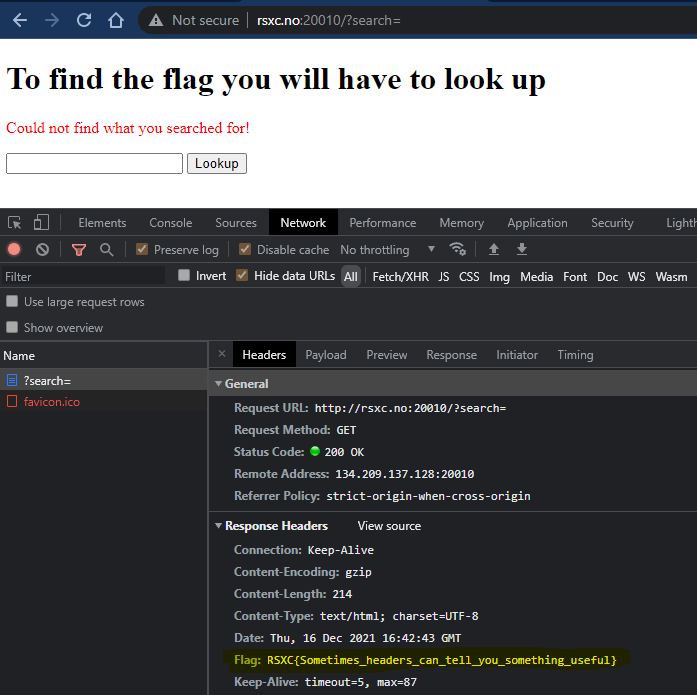 Not secure | rsxc.no:20010/?search=
To find the flag you will have to look up
Could not find what you searched for!
Lookup
Elements Console Sources Network Performance Memory Application Security Lighth
Preserve log Disable cache No throttling
Filter Invert Hide data URLs All Fetch/XHR JS CSS Img Media Font Doc WS Wasm
Use large request rows
Show overview
Name
?search=
favicon.ico
× Headers Payload Preview Response Initiator Timing
General
Request URL: http://rsxc.no:20010/?search=
Request Method: GET
Status Code: 200 OK
Remote Address: 134.209.137.128:20010
Referrer Policy: strict-origin-when-cross-origin
Response Headers View source
Connection: Keep-Alive
Content-Encoding: gzip
Content-Length: 214
Content-Type: text/html; charset=UTF-8
Date: Thu, 16 Dec 2021 16:42:43 GMT
Flag: RSXC{Sometimes_headers_can_tell_you_something_useful}
Keep-Alive: timeout=5, max=87